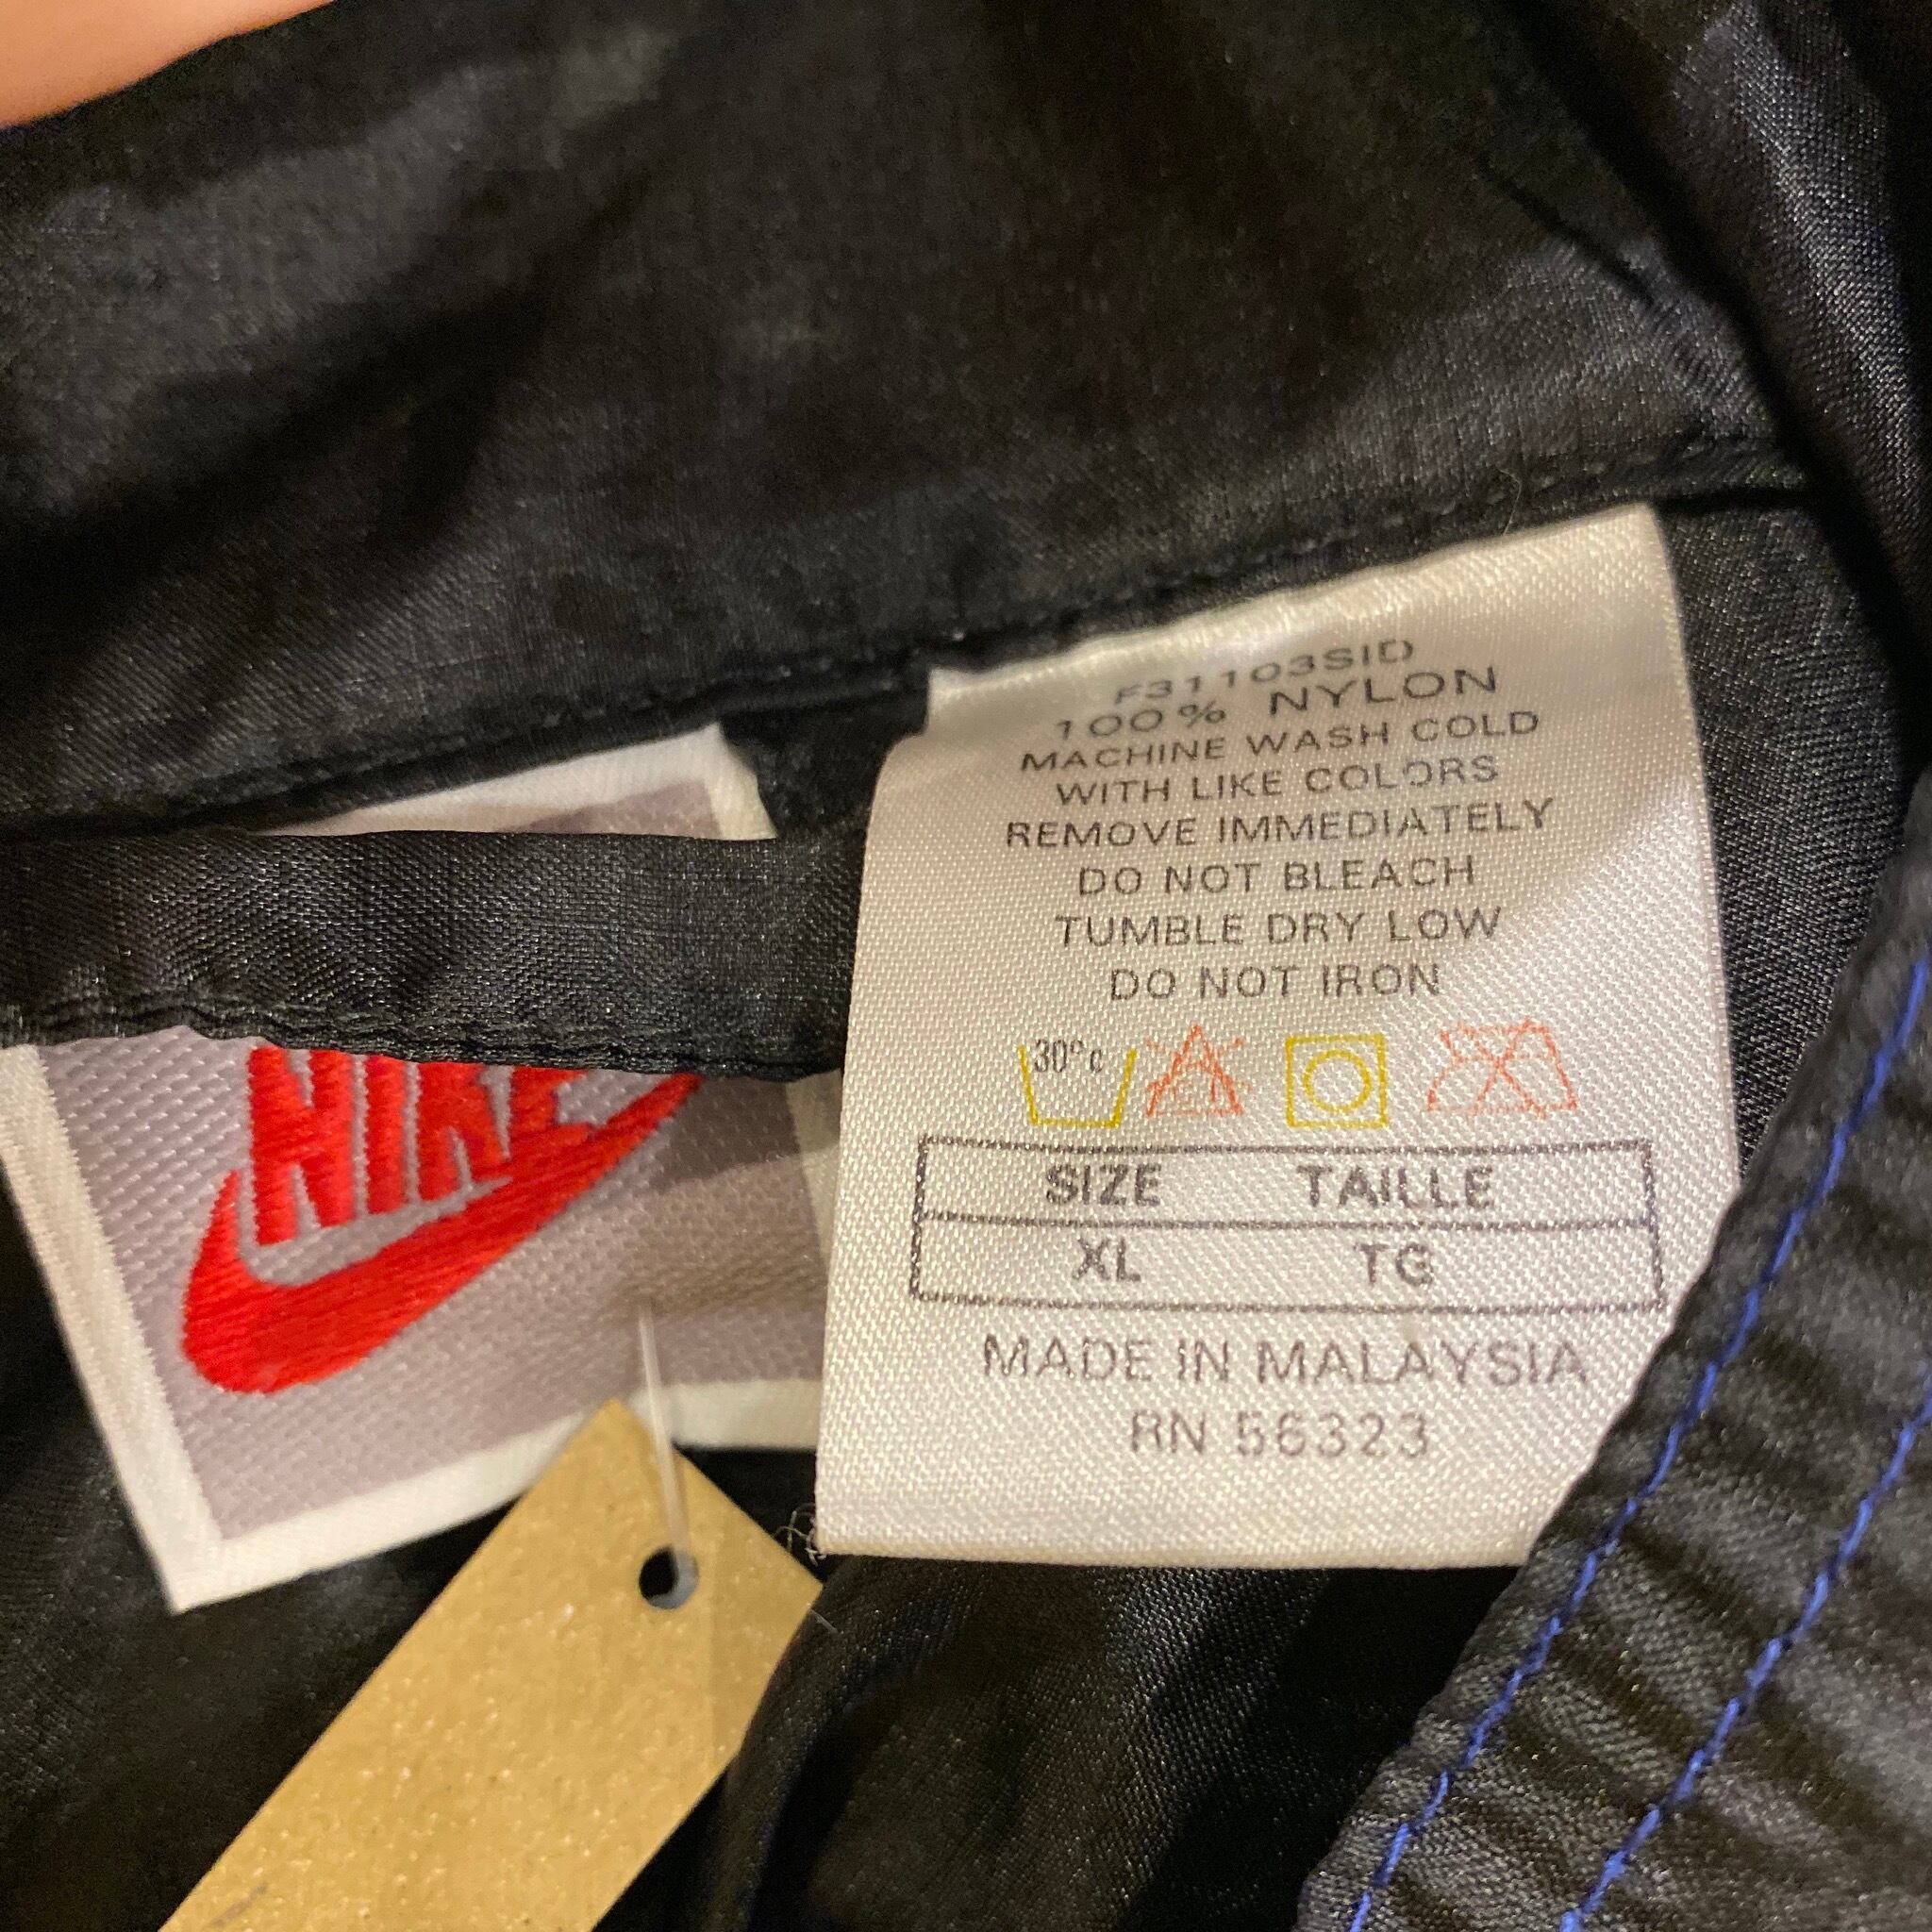 F31103SID
100% NYLON
MACHINE WASH COLD
WITH LIKE COLORS
REMOVE IMMEDIATELY
DO NOT BLEACH
TUMBLE DRY LOW
DO NOT IRON
30°c
SIZE TAILLE
XL TG
MADE IN MALAYSIA
RN 56323
NIKE